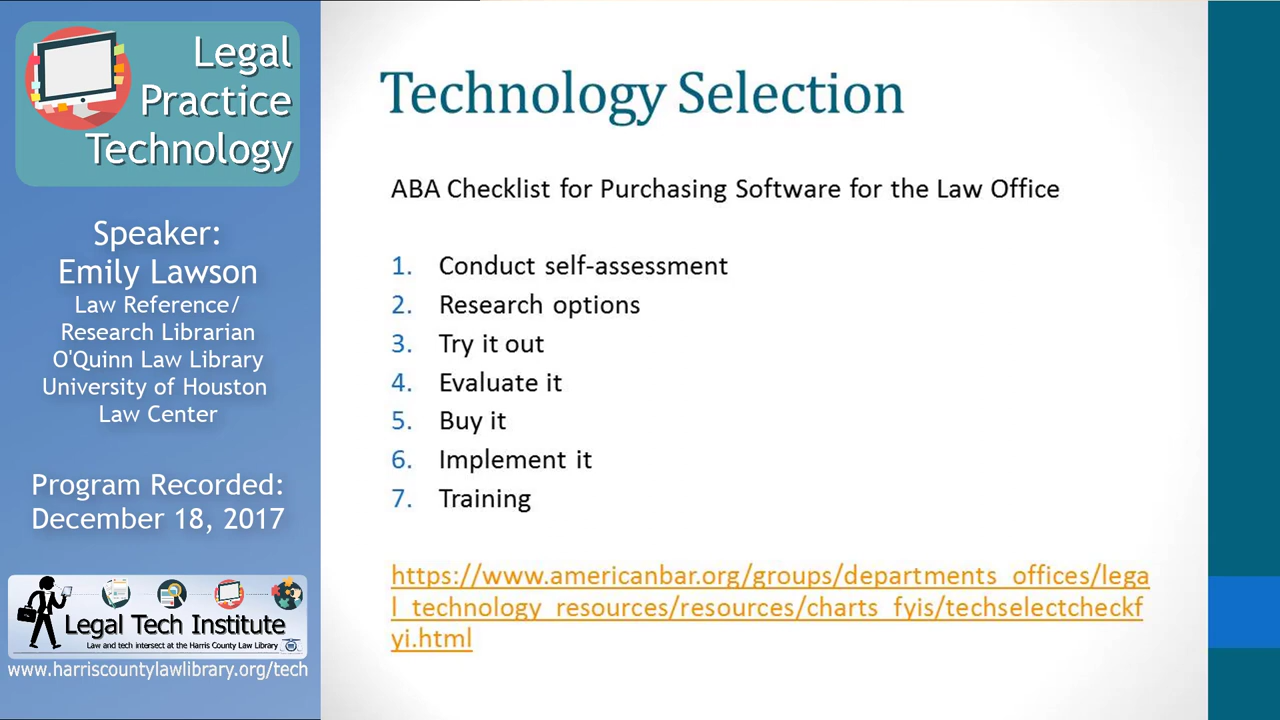 Legal
Practice
Technology
Speaker:
Emily Lawson
Law Reference/
Research Librarian
O'Quinn Law Library
University of Houston
Law Center
Program Recorded:
December 18, 2017
Legal Tech Institute
Law and tech intersect at the Harris County Law Library
www.harriscountylawlibrary.org/tech
Technology Selection
ABA Checklist for Purchasing Software for the Law Office
1. Conduct self-assessment
2. Research options
3. Try it out
4. Evaluate it
5. Buy it
6. Implement it
7. Training
https://www.americanbar.org/groups/departments_offices/lega
l_technology_resources/resources/charts_fyis/techselectcheckf
yi.html